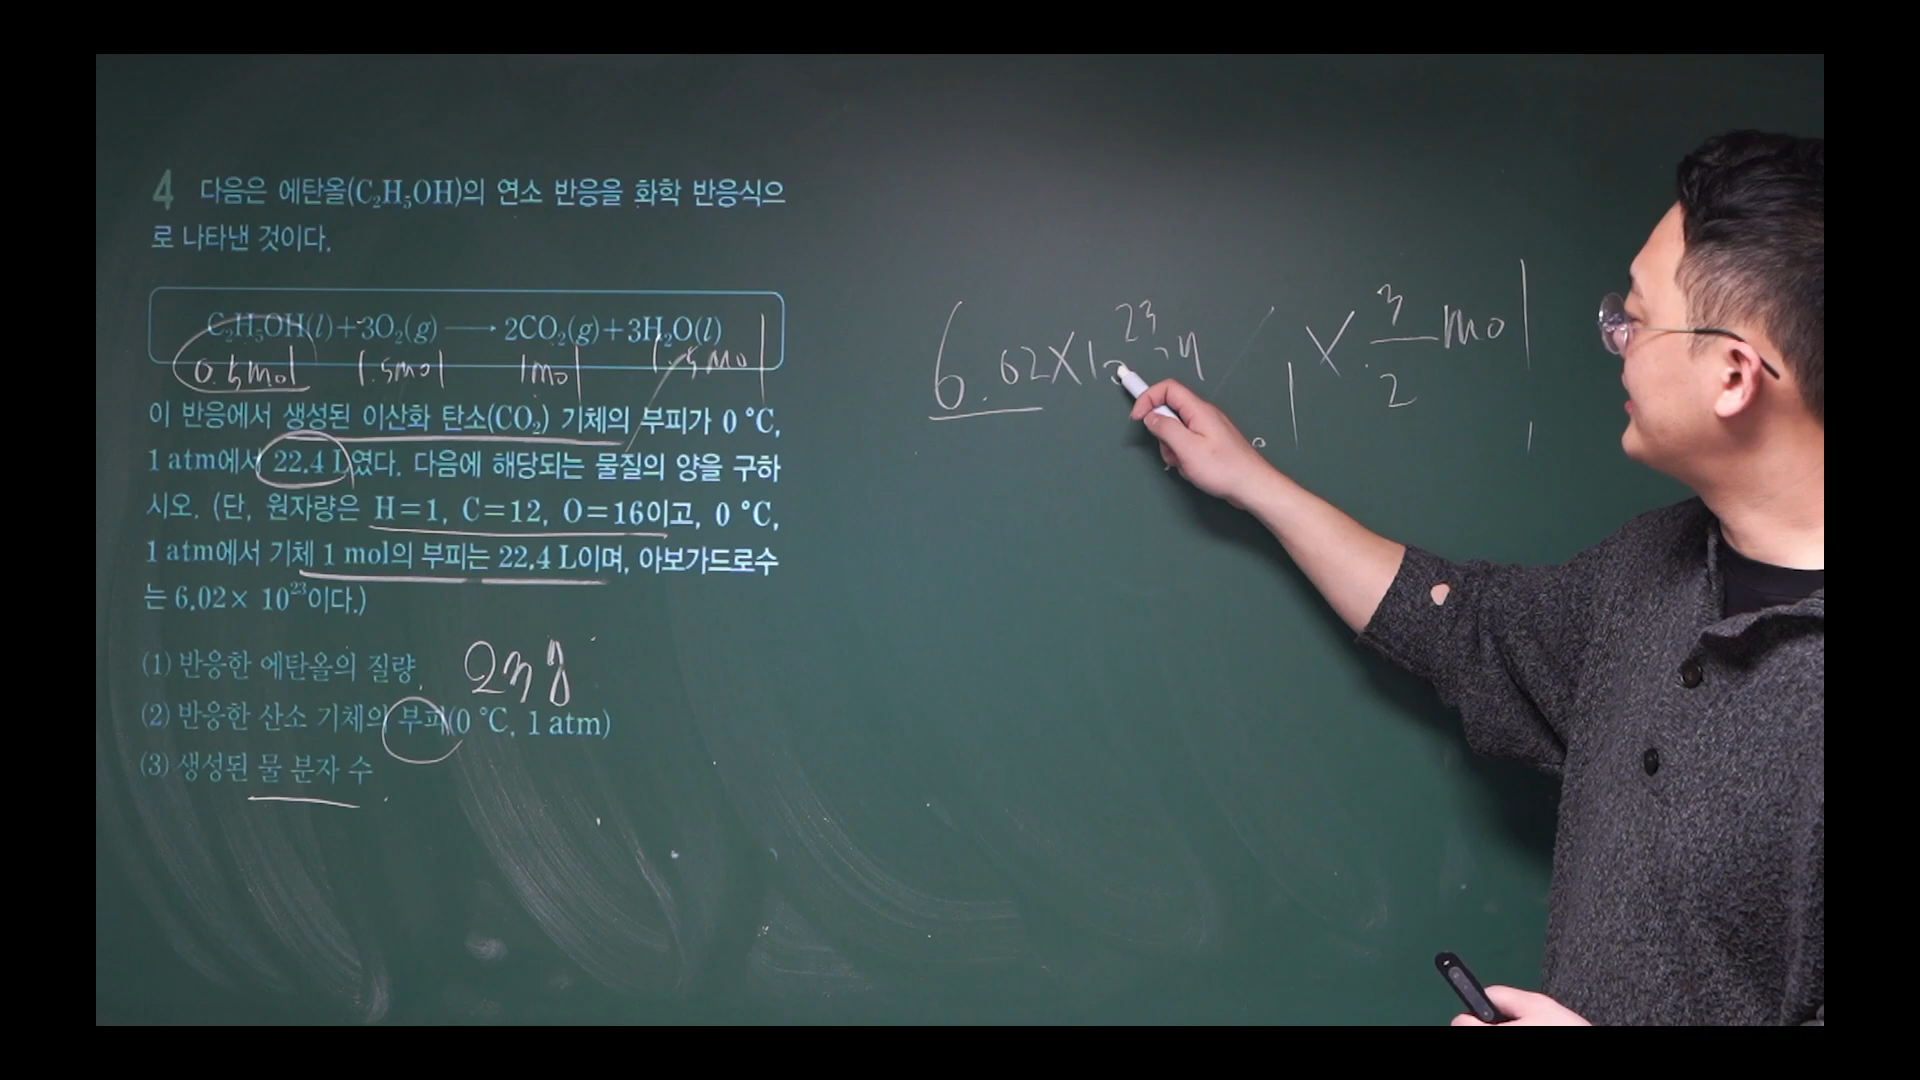 4 다음은 에탄올(C₂H₅OH)의 연소 반응을 화학 반응식으
로 나타낸 것이다.
C₂H₅OH(l)+3O₂(g) ⟶ 2CO₂(g)+3H₂O(l)
0.5mol 1.5mol 1mol 1.5mol
이 반응에서 생성된 이산화 탄소(CO₂) 기체의 부피가 0 °C,
1 atm에서 22.4 L였다. 다음에 해당되는 물질의 양을 구하
시오. (단, 원자량은 H=1, C=12, O=16이고, 0 °C,
1 atm에서 기체 1 mol의 부피는 22.4 L이며, 아보가드로수
는 6.02× 10²³이다.)
(1) 반응한 에탄올의 질량 23g
(2) 반응한 산소 기체의 부피(0 °C, 1 atm)
(3) 생성된 물 분자 수
6.02×10²³ × 3/2 mol